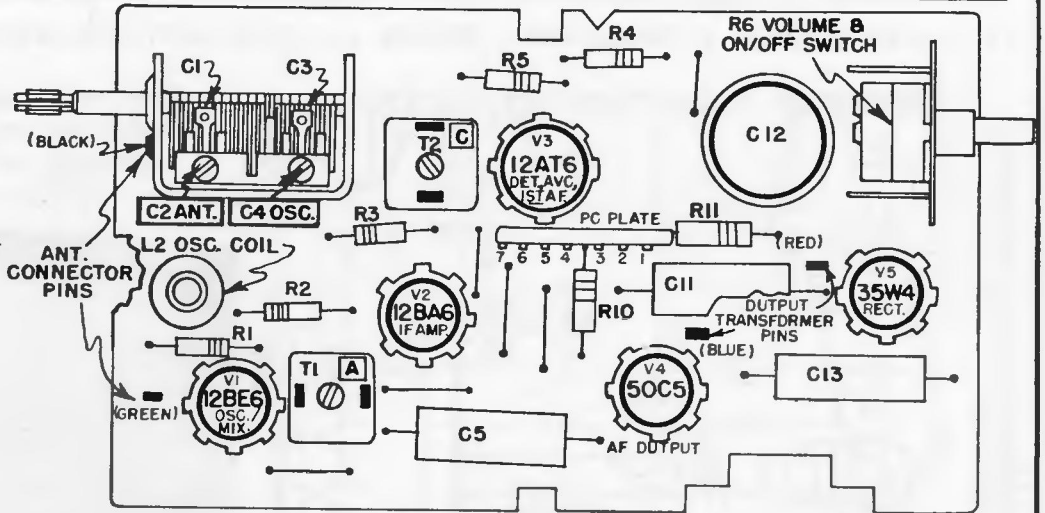 R6 VOLUME 8
ON/OFF SWITCH
R4
R5
C1
C3
(BLACK)
C2 ANT.
C4 OSC.
T2
C
V3
12AT6
DET, AVC,
IST AF
C12
R3
PC PLATE
7 6 5 4 3 2 1
R11
(RED)
ANT.
CONNECTOR
PINS
L2 OSC. COIL
R2
V2
12BA6
IF AMP.
R10
C11
V5
35W4
RECT.
DUTPUT
TRANSFDRMER
PINS
(BLUE)
R1
V1
12BE6
OSC./
MIX.
(GREEN)
T1
A
C5
V4
50C5
AF DUTPUT
C13